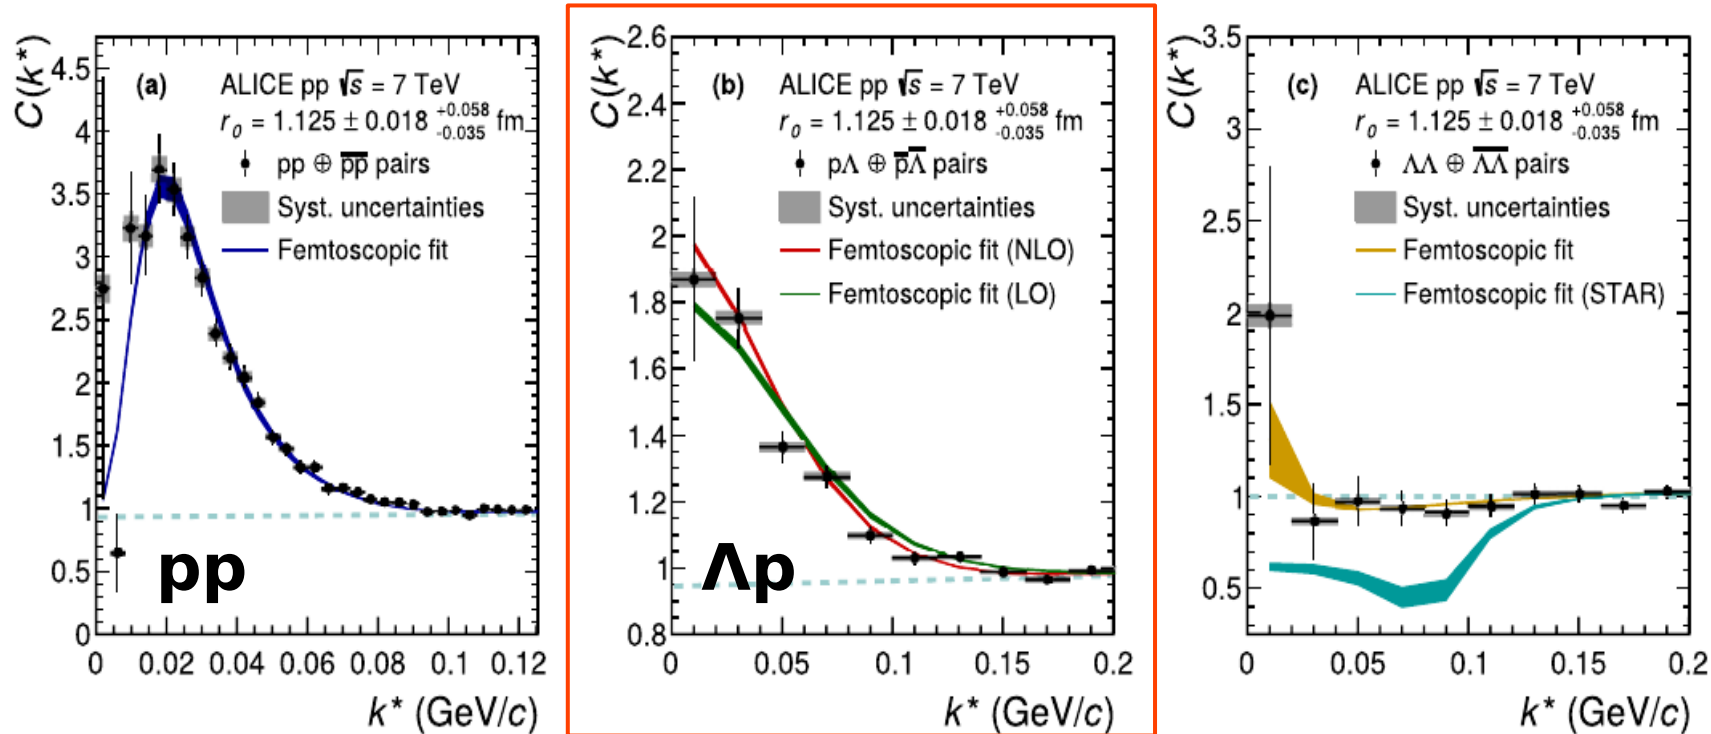 C(k*)
4.5
4
3.5
3
2.5
2
1.5
1
0.5
0
(a)
ALICE pp √s = 7 TeV
r₀ = 1.125 ± 0.018 +0.058 -0.035 fm
pp ⊕ p̅p̅ pairs
Syst. uncertainties
Femtoscopic fit
pp
0 0.02 0.04 0.06 0.08 0.1 0.12
k* (GeV/c)
C(k*)
2.6
2.4
2.2
2
1.8
1.6
1.4
1.2
1
0.8
(b)
ALICE pp √s = 7 TeV
r₀ = 1.125 ± 0.018 +0.058 -0.035 fm
pΛ ⊕ p̅Λ̅ pairs
Syst. uncertainties
Femtoscopic fit (NLO)
Femtoscopic fit (LO)
Λp
0 0.05 0.1 0.15 0.2
k* (GeV/c)
C(k*)
3.5
3
2.5
2
1.5
1
0.5
(c)
ALICE pp √s = 7 TeV
r₀ = 1.125 ± 0.018 +0.058 -0.035 fm
ΛΛ ⊕ Λ̅Λ̅ pairs
Syst. uncertainties
Femtoscopic fit
Femtoscopic fit (STAR)
0 0.05 0.1 0.15 0.2
k* (GeV/c)